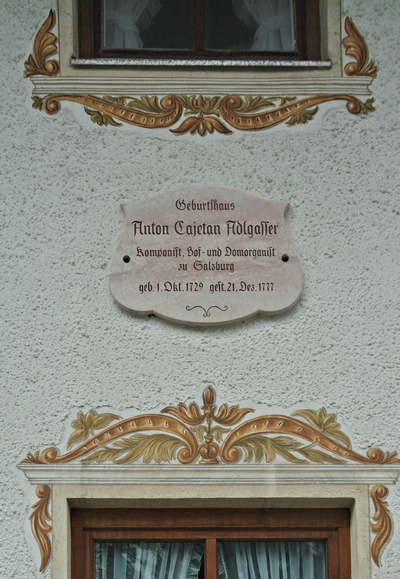 Geburtshaus
Anton Cajetan Adlgasser
Komponist, Hof- und Domorganist
zu Salzburg
geb. 1. Okt. 1729 gest. 21. Dez. 1777